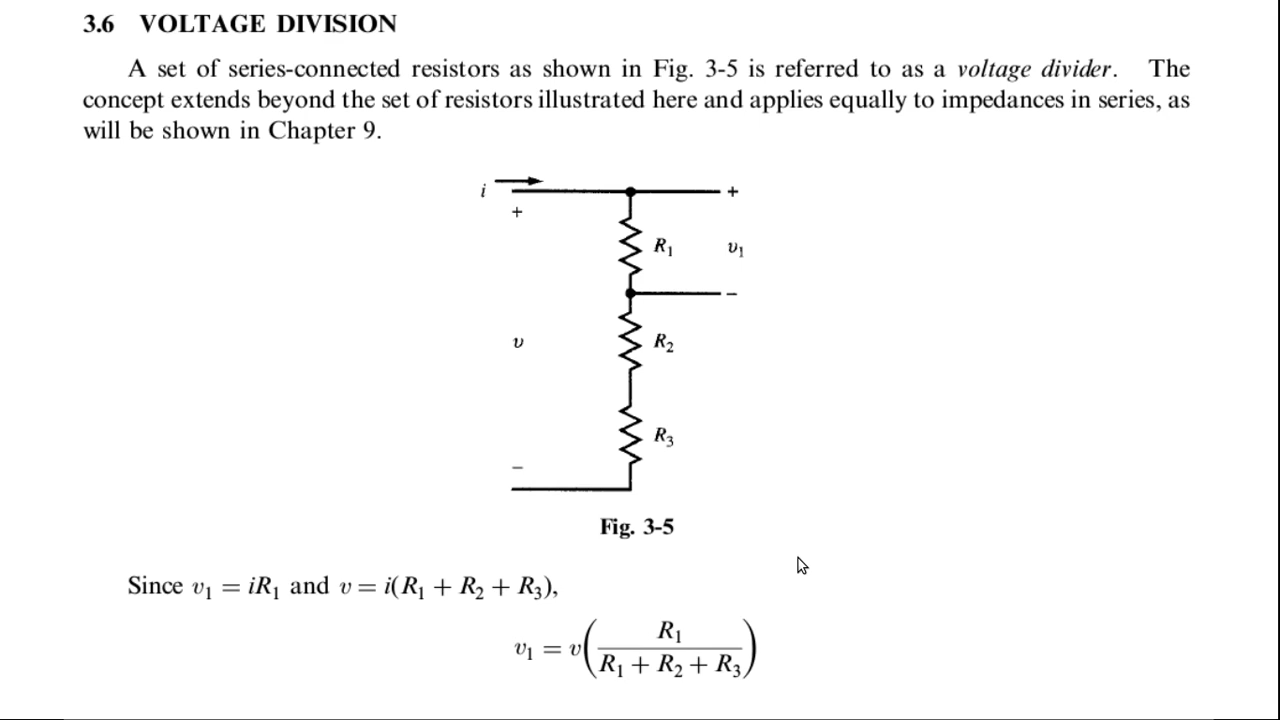 3.6 VOLTAGE DIVISION
A set of series-connected resistors as shown in Fig. 3-5 is referred to as a voltage divider. The
concept extends beyond the set of resistors illustrated here and applies equally to impedances in series, as
will be shown in Chapter 9.
i
+
+
R₁
υ₁
−
υ
R₂
R₃
−
Fig. 3-5
Since υ₁ = iR₁ and υ = i(R₁ + R₂ + R₃),
υ₁ = υ(R₁ / (R₁ + R₂ + R₃))